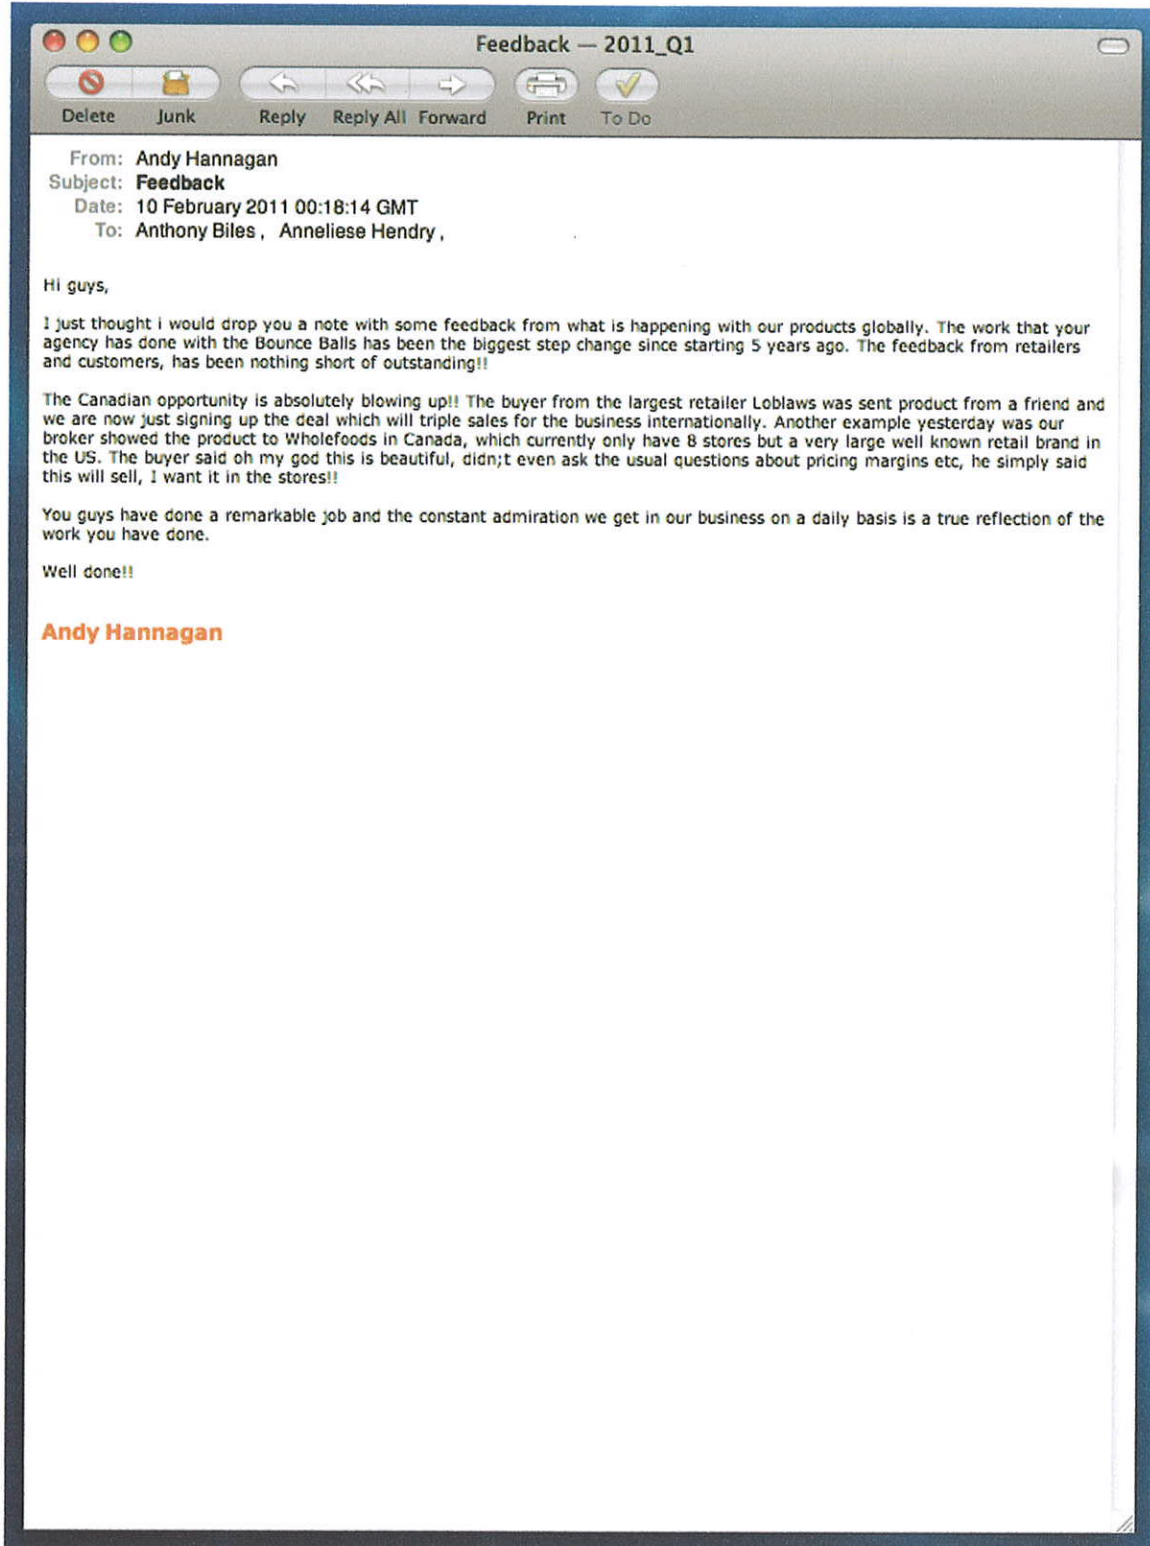 Feedback — 2011_Q1
Delete Junk Reply Reply All Forward Print To Do
From: Andy Hannagan
Subject: Feedback
Date: 10 February 2011 00:18:14 GMT
To: Anthony Biles , Anneliese Hendry ,
Hi guys,
I just thought i would drop you a note with some feedback from what is happening with our products globally. The work that your
agency has done with the Bounce Balls has been the biggest step change since starting 5 years ago. The feedback from retailers
and customers, has been nothing short of outstanding!!
The Canadian opportunity is absolutely blowing up!! The buyer from the largest retailer Loblaws was sent product from a friend and
we are now just signing up the deal which will triple sales for the business internationally. Another example yesterday was our
broker showed the product to Wholefoods in Canada, which currently only have 8 stores but a very large well known retail brand in
the US. The buyer said oh my god this is beautiful, didn;t even ask the usual questions about pricing margins etc, he simply said
this will sell, I want it in the stores!!
You guys have done a remarkable job and the constant admiration we get in our business on a daily basis is a true reflection of the
work you have done.
Well done!!
Andy Hannagan